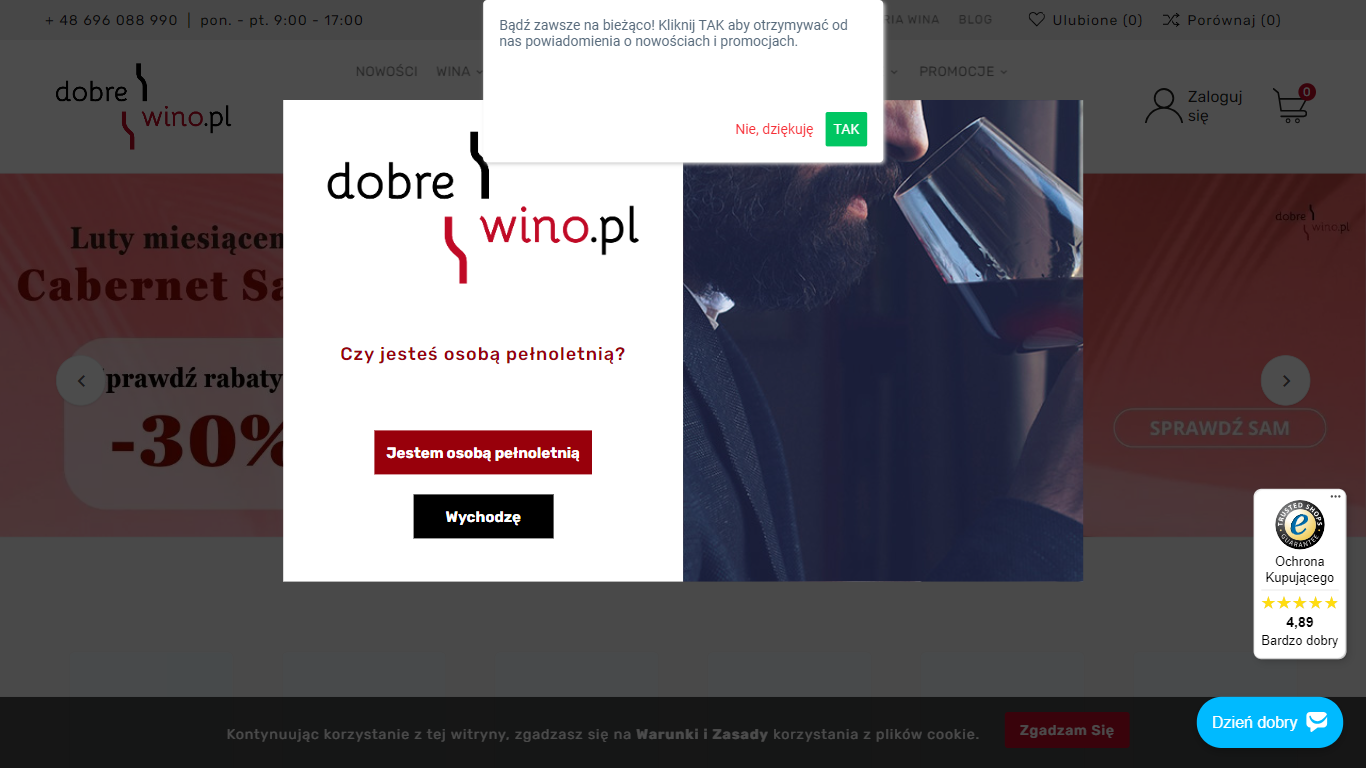 + 48 696 088 990 | pon. - pt. 9:00 - 17:00
WINA
BLOG
Ulubione (0)
Porównaj (0)
Bądź zawsze na bieżąco! Kliknij TAK aby otrzymywać od
nas powiadomienia o nowościach i promocjach.
Nie, dziękuję
TAK
dobre
wino.pl
NOWOŚCI
WINA
PROMOCJE
Zaloguj
się
0
dobre
wino.pl
Czy jesteś osobą pełnoletnią?
Jestem osobą pełnoletnią
Wychodzę
Luty
Cabernet
rabaty
-30%
dobre
wino.pl
SPRAWDŹ SAM
TRUSTED SHOPS
GUARANTEE
e
Ochrona
Kupującego
4,89
Bardzo dobry
Kontynuując korzystanie z tej witryny, zgadzasz się na Warunki i Zasady korzystania z plików cookie.
Zgadzam Się
Dzień dobry